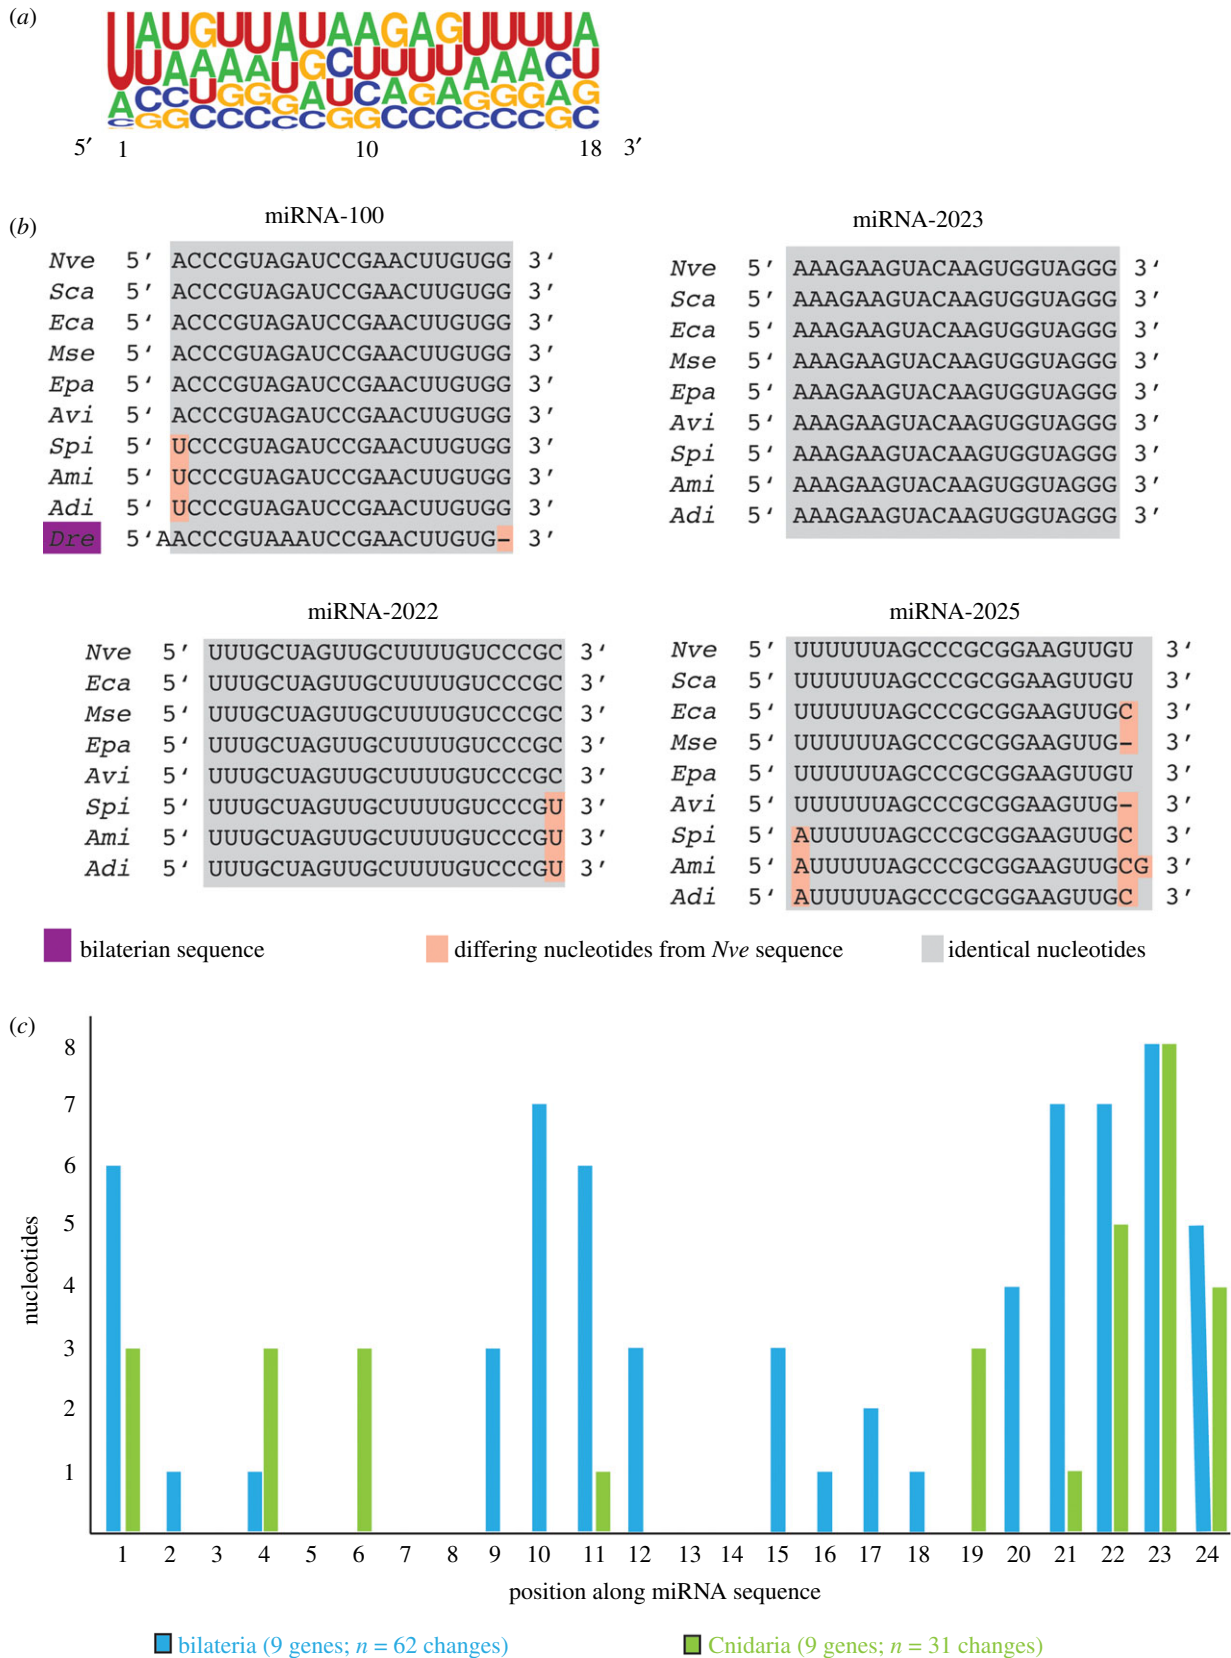 (a)
UAUGUUAUAAGAGUUUUA
UAAAAUGCUUUUAAACU
ACCUGGGAUCAGAGGGAG
CGGCCCCCGGCCCCCCGC
5′ 1 10 18 3′
(b)
miRNA-100
Nve 5′ ACCCGUAGAUCCGAACUUGUGG 3‘
Sca 5‘ ACCCGUAGAUCCGAACUUGUGG 3′
Eca 5‘ ACCCGUAGAUCCGAACUUGUGG 3′
Mse 5‘ ACCCGUAGAUCCGAACUUGUGG 3′
Epa 5‘ ACCCGUAGAUCCGAACUUGUGG 3′
Avi 5‘ ACCCGUAGAUCCGAACUUGUGG 3′
Spi 5‘ UCCCGUAGAUCCGAACUUGUGG 3′
Ami 5‘ UCCCGUAGAUCCGAACUUGUGG 3′
Adi 5‘ UCCCGUAGAUCCGAACUUGUGG 3′
Dre 5‘AACCCGUAAAUCCGAACUUGUG– 3′
miRNA-2023
Nve 5′ AAAGAAGUACAAGUGGUAGGG 3‘
Sca 5‘ AAAGAAGUACAAGUGGUAGGG 3′
Eca 5‘ AAAGAAGUACAAGUGGUAGGG 3′
Mse 5‘ AAAGAAGUACAAGUGGUAGGG 3′
Epa 5‘ AAAGAAGUACAAGUGGUAGGG 3′
Avi 5‘ AAAGAAGUACAAGUGGUAGGG 3′
Spi 5‘ AAAGAAGUACAAGUGGUAGGG 3′
Ami 5‘ AAAGAAGUACAAGUGGUAGGG 3′
Adi 5‘ AAAGAAGUACAAGUGGUAGGG 3′
miRNA-2022
Nve 5′ UUUGCUAGUUGCUUUUGUCCCGC 3‘
Eca 5‘ UUUGCUAGUUGCUUUUGUCCCGC 3′
Mse 5‘ UUUGCUAGUUGCUUUUGUCCCGC 3′
Epa 5‘ UUUGCUAGUUGCUUUUGUCCCGC 3′
Avi 5‘ UUUGCUAGUUGCUUUUGUCCCGC 3′
Spi 5‘ UUUGCUAGUUGCUUUUGUCCCGU 3′
Ami 5‘ UUUGCUAGUUGCUUUUGUCCCGU 3′
Adi 5‘ UUUGCUAGUUGCUUUUGUCCCGU 3′
miRNA-2025
Nve 5′ UUUUUUAGCCCGCGGAAGUUGU 3‘
Sca 5‘ UUUUUUAGCCCGCGGAAGUUGU 3′
Eca 5‘ UUUUUUAGCCCGCGGAAGUUGC 3′
Mse 5‘ UUUUUUAGCCCGCGGAAGUUG– 3′
Epa 5‘ UUUUUUAGCCCGCGGAAGUUGU 3′
Avi 5‘ UUUUUUAGCCCGCGGAAGUUG– 3′
Spi 5‘ AUUUUUAGCCCGCGGAAGUUGC 3′
Ami 5‘ AUUUUUAGCCCGCGGAAGUUGCG 3′
Adi 5‘ AUUUUUAGCCCGCGGAAGUUGC 3′
bilaterian sequence
differing nucleotides from Nve sequence
identical nucleotides
(c)
8
7
6
5
4
3
2
1
nucleotides
1 2 3 4 5 6 7 8 9 10 11 12 13 14 15 16 17 18 19 20 21 22 23 24
position along miRNA sequence
bilateria (9 genes; n = 62 changes)
Cnidaria (9 genes; n = 31 changes)